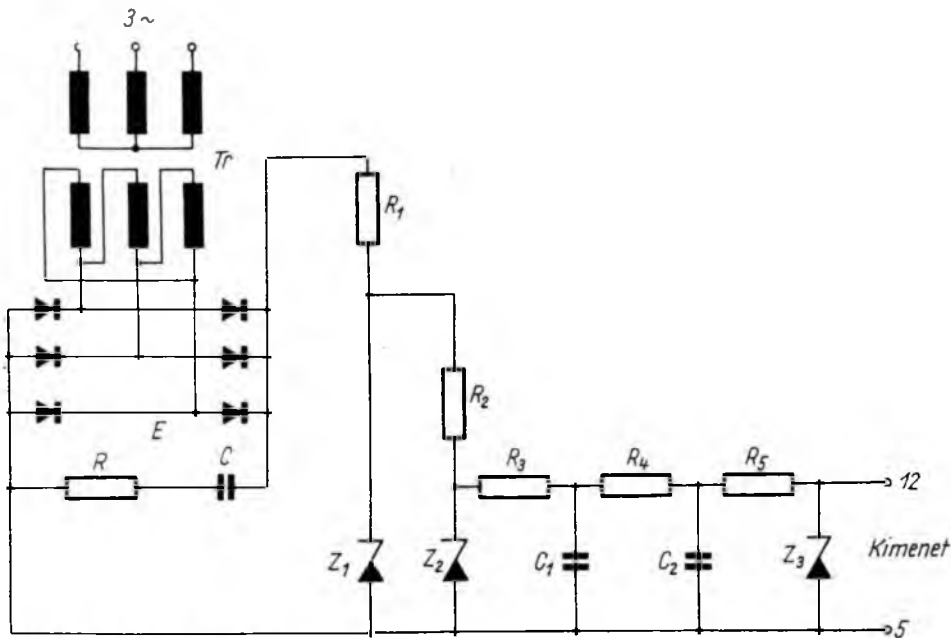 3~
Tr
R₁
R₂
E
R
C
R₃
R₄
R₅
12
Z₁
Z₂
C₁
C₂
Z₃
Kimenet
5